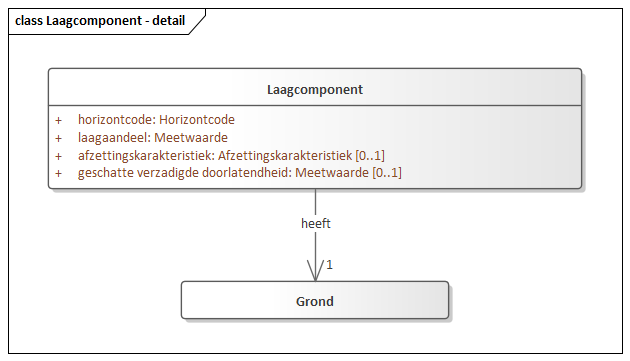 class Laagcomponent - detail
Laagcomponent
+ horizontcode: Horizontcode
+ laagaandeel: Meetwaarde
+ afzettingskarakteristiek: Afzettingskarakteristiek [0..1]
+ geschatte verzadigde doorlatendheid: Meetwaarde [0..1]
heeft
1
Grond